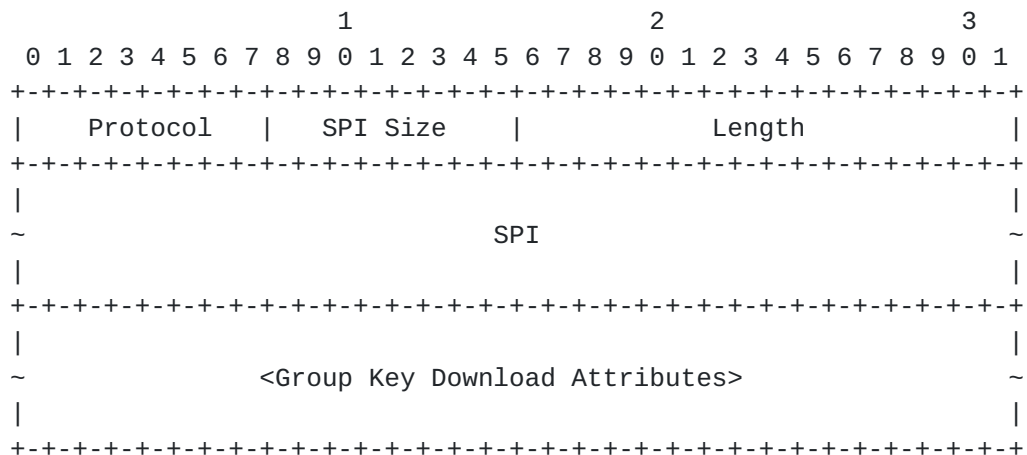 1                   2                   3
 0 1 2 3 4 5 6 7 8 9 0 1 2 3 4 5 6 7 8 9 0 1 2 3 4 5 6 7 8 9 0 1
+-+-+-+-+-+-+-+-+-+-+-+-+-+-+-+-+-+-+-+-+-+-+-+-+-+-+-+-+-+-+-+-+
|    Protocol   |   SPI Size    |            Length             |
+-+-+-+-+-+-+-+-+-+-+-+-+-+-+-+-+-+-+-+-+-+-+-+-+-+-+-+-+-+-+-+-+
|                                                               |
~                              SPI                              ~
|                                                               |
+-+-+-+-+-+-+-+-+-+-+-+-+-+-+-+-+-+-+-+-+-+-+-+-+-+-+-+-+-+-+-+-+
|                                                               |
~               <Group Key Download Attributes>                 ~
|                                                               |
+-+-+-+-+-+-+-+-+-+-+-+-+-+-+-+-+-+-+-+-+-+-+-+-+-+-+-+-+-+-+-+-+